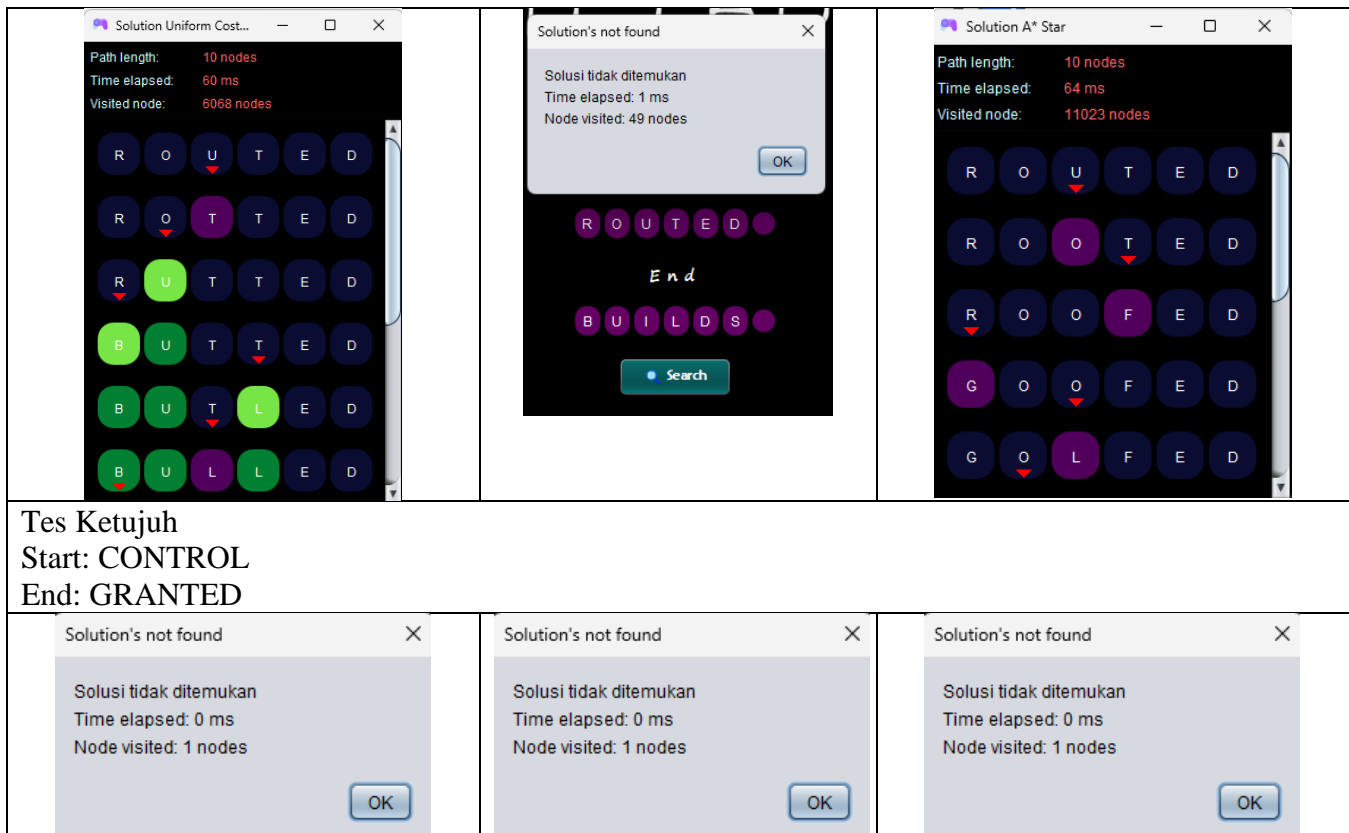 Solution Uniform Cost...
Path length: 10 nodes
Time elapsed: 60 ms
Visited node: 6068 nodes
R O U T E D
R O T T E D
R U T T E D
B U T T E D
B U T L E D
B U L L E D
Solution's not found
Solusi tidak ditemukan
Time elapsed: 1 ms
Node visited: 49 nodes
OK
R O U T E D
End
B U I L D S
Search
Solution A* Star
Path length: 10 nodes
Time elapsed: 64 ms
Visited node: 11023 nodes
R O U T E D
R O O T E D
R O O F E D
G O O F E D
G O L F E D
Tes Ketujuh
Start: CONTROL
End: GRANTED
Solution's not found
Solusi tidak ditemukan
Time elapsed: 0 ms
Node visited: 1 nodes
OK
Solution's not found
Solusi tidak ditemukan
Time elapsed: 0 ms
Node visited: 1 nodes
OK
Solution's not found
Solusi tidak ditemukan
Time elapsed: 0 ms
Node visited: 1 nodes
OK